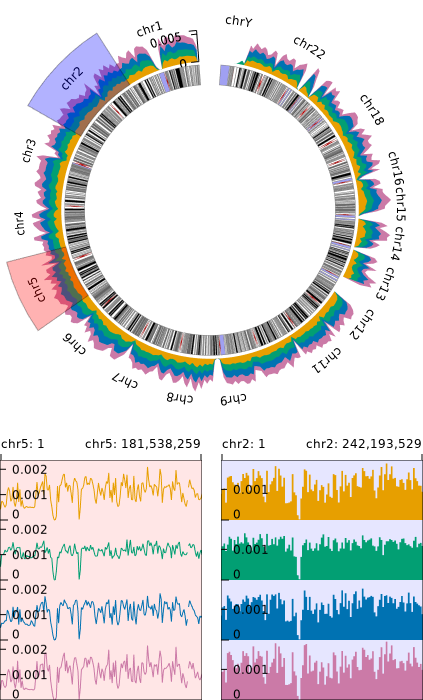 chr1
chrY
0.005
0
chr22
chr2
chr18
chr3
chr16
chr15
chr4
chr14
chr5
chr13
chr6
chr12
chr7
chr11
chr8
chr9
chr5: 1 chr5: 181,538,259
chr2: 1 chr2: 242,193,529
0.002
0.001
0
0.002
0.001
0
0.002
0.001
0
0.002
0.001
0
0.001
0
0.001
0
0.001
0
0.001
0